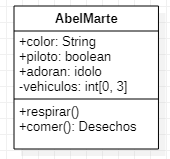 AbelMarte
+color: String
+piloto: boolean
+adoran: idolo
-vehiculos: int[0, 3]
+respirar()
+comer(): Desechos